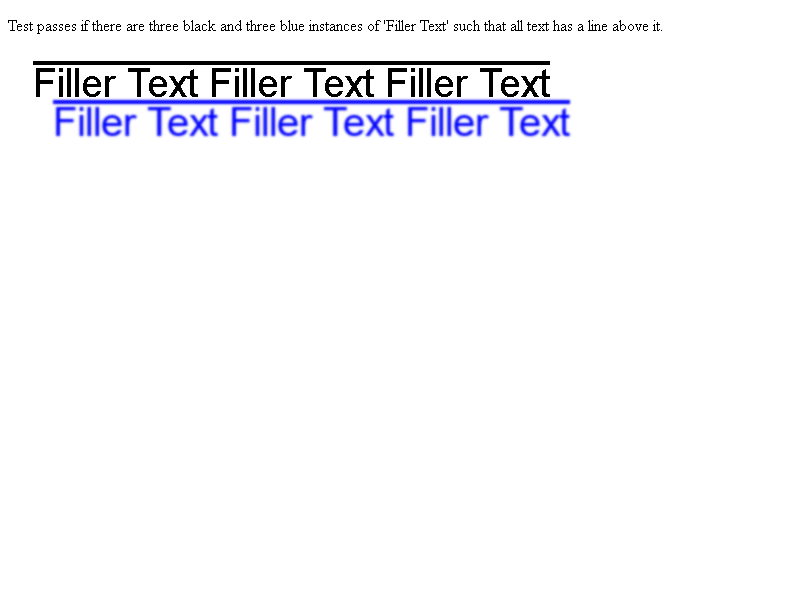 Test passes if there are three black and three blue instances of 'Filler Text' such that all text has a line above it.
Filler Text Filler Text Filler Text
Filler Text Filler Text Filler Text